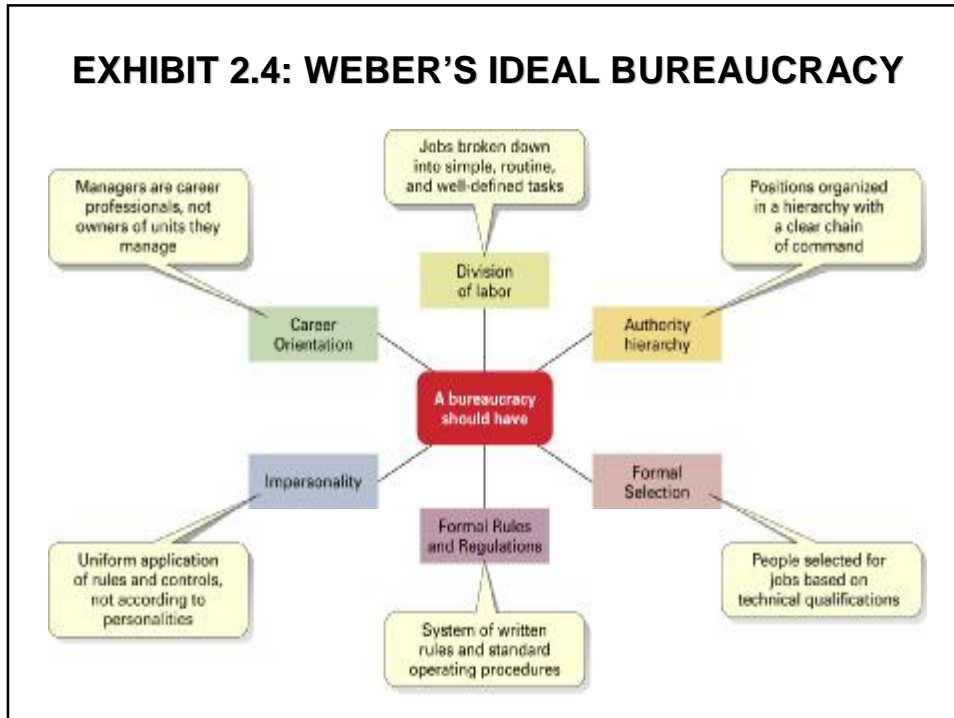 EXHIBIT 2.4: WEBER'S IDEAL BUREAUCRACY
Jobs broken down
into simple, routine,
and well-defined tasks
Managers are career
professionals, not
owners of units they
manage
Positions organized
in a hierarchy with
a clear chain
of command
Division
of labor
Career
Orientation
Authority
hierarchy
A bureaucracy
should have
Impersonality
Formal
Selection
Formal Rules
and Regulations
Uniform application
of rules and controls,
not according to
personalities
People selected for
jobs based on
technical qualifications
System of written
rules and standard
operating procedures